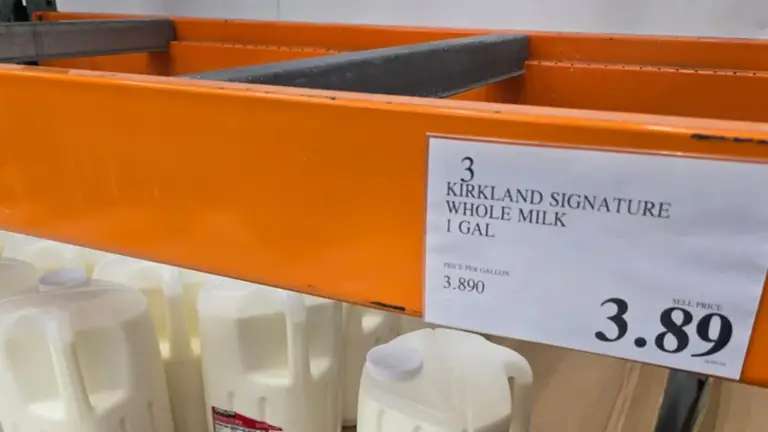 3
KIRKLAND SIGNATURE
WHOLE MILK
1 GAL
PRICE PER GALLON
3.890
SELL PRICE
3.89